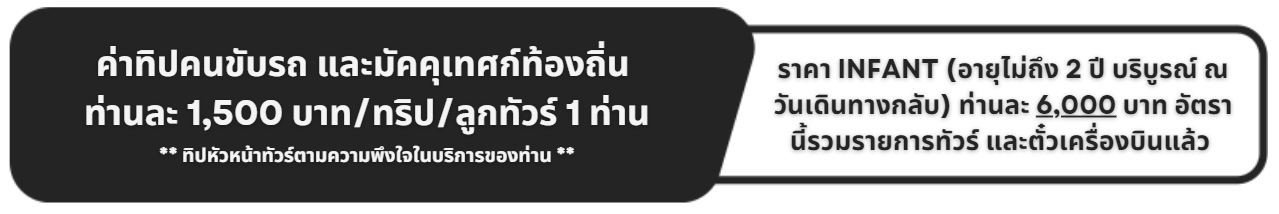 ค่าทิปคนขับรถ และมัคคุเทศก์ท้องถิ่น
ท่านละ 1,500 บาท/ทริป/ลูกทัวร์ 1 ท่าน
** ทิปหัวหน้าทัวร์ตามความพึงใจในบริการของท่าน **
ราคา INFANT (อายุไม่ถึง 2 ปี บริบูรณ์ ณ
วันเดินทางกลับ) ท่านละ 6,000 บาท อัตรา
นี้รวมรายการทัวร์ และตั๋วเครื่องบินแล้ว